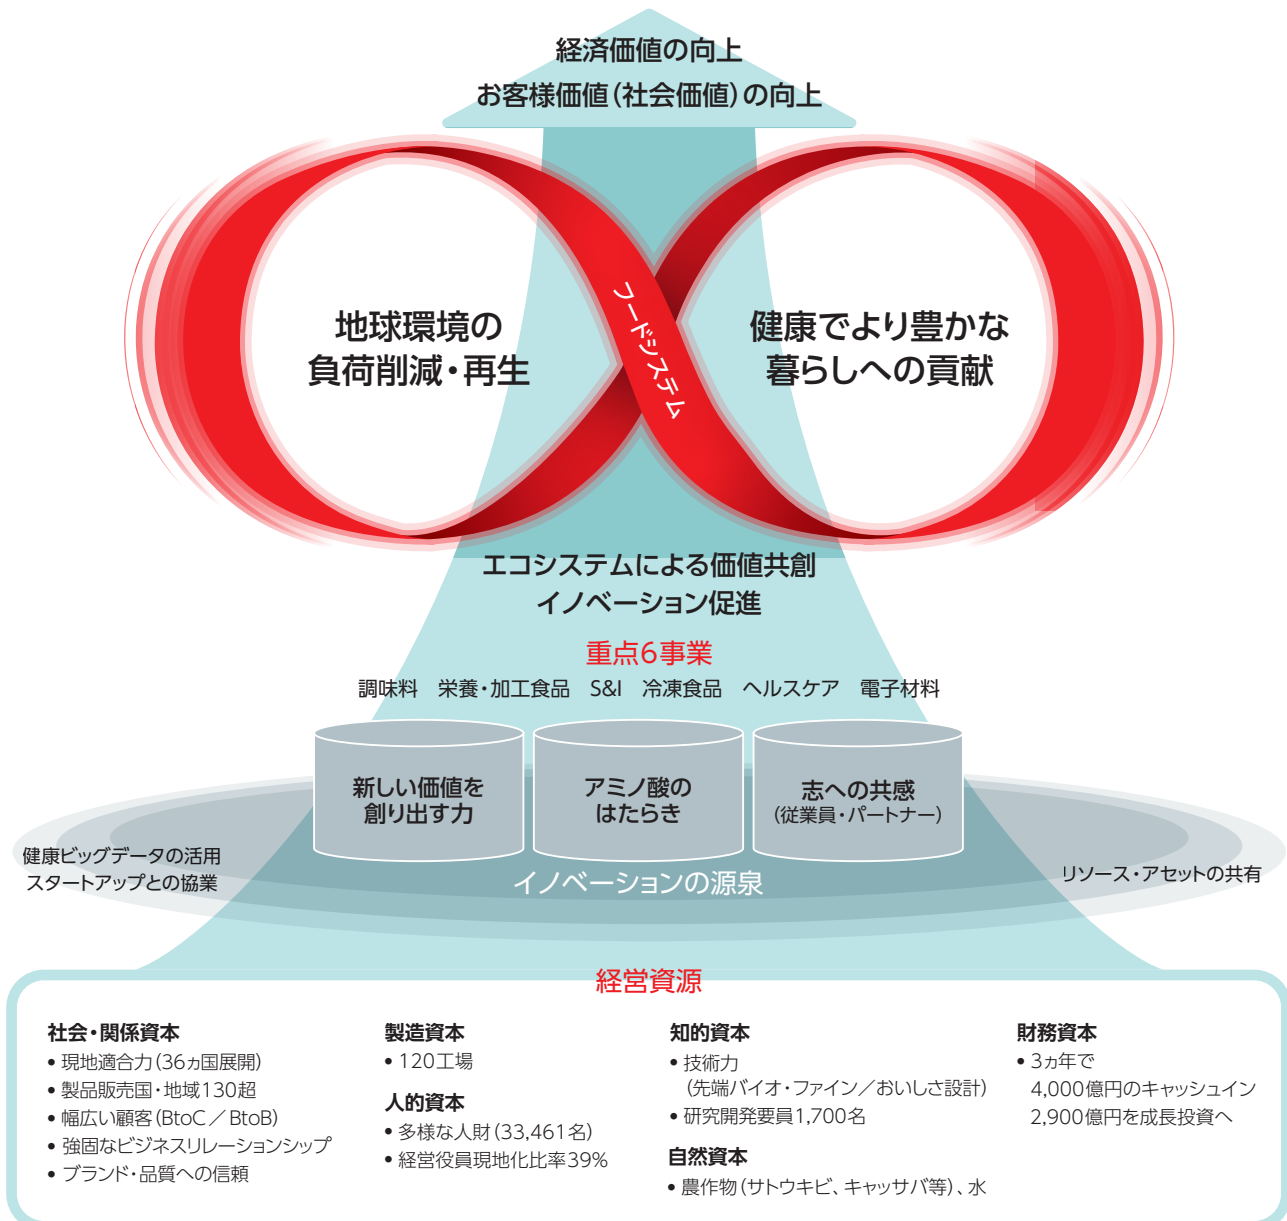 経済価値の向上
お客様価値(社会価値)の向上
地球環境の
負荷削減・再生
フードシステム
健康でより豊かな
暮らしへの貢献
エコシステムによる価値共創
イノベーション促進
重点6事業
調味料 栄養・加工食品 S&I 冷凍食品 ヘルスケア 電子材料
新しい価値を
創り出す力
アミノ酸の
はたらき
志への共感
(従業員・パートナー)
健康ビッグデータの活用
スタートアップとの協業
イノベーションの源泉
リソース・アセットの共有
経営資源
社会・関係資本
• 現地適合力(36ヵ国展開)
• 製品販売国・地域130超
• 幅広い顧客(BtoC/BtoB)
• 強固なビジネスリレーションシップ
• ブランド・品質への信頼
製造資本
• 120工場
人的資本
• 多様な人財(33,461名)
• 経営役員現地化比率39%
知的資本
• 技術力
(先端バイオ・ファイン/おいしさ設計)
• 研究開発要員1,700名
自然資本
• 農作物(サトウキビ、キャッサバ等)、水
財務資本
• 3ヵ年で
4,000億円のキャッシュイン
2,900億円を成長投資へ